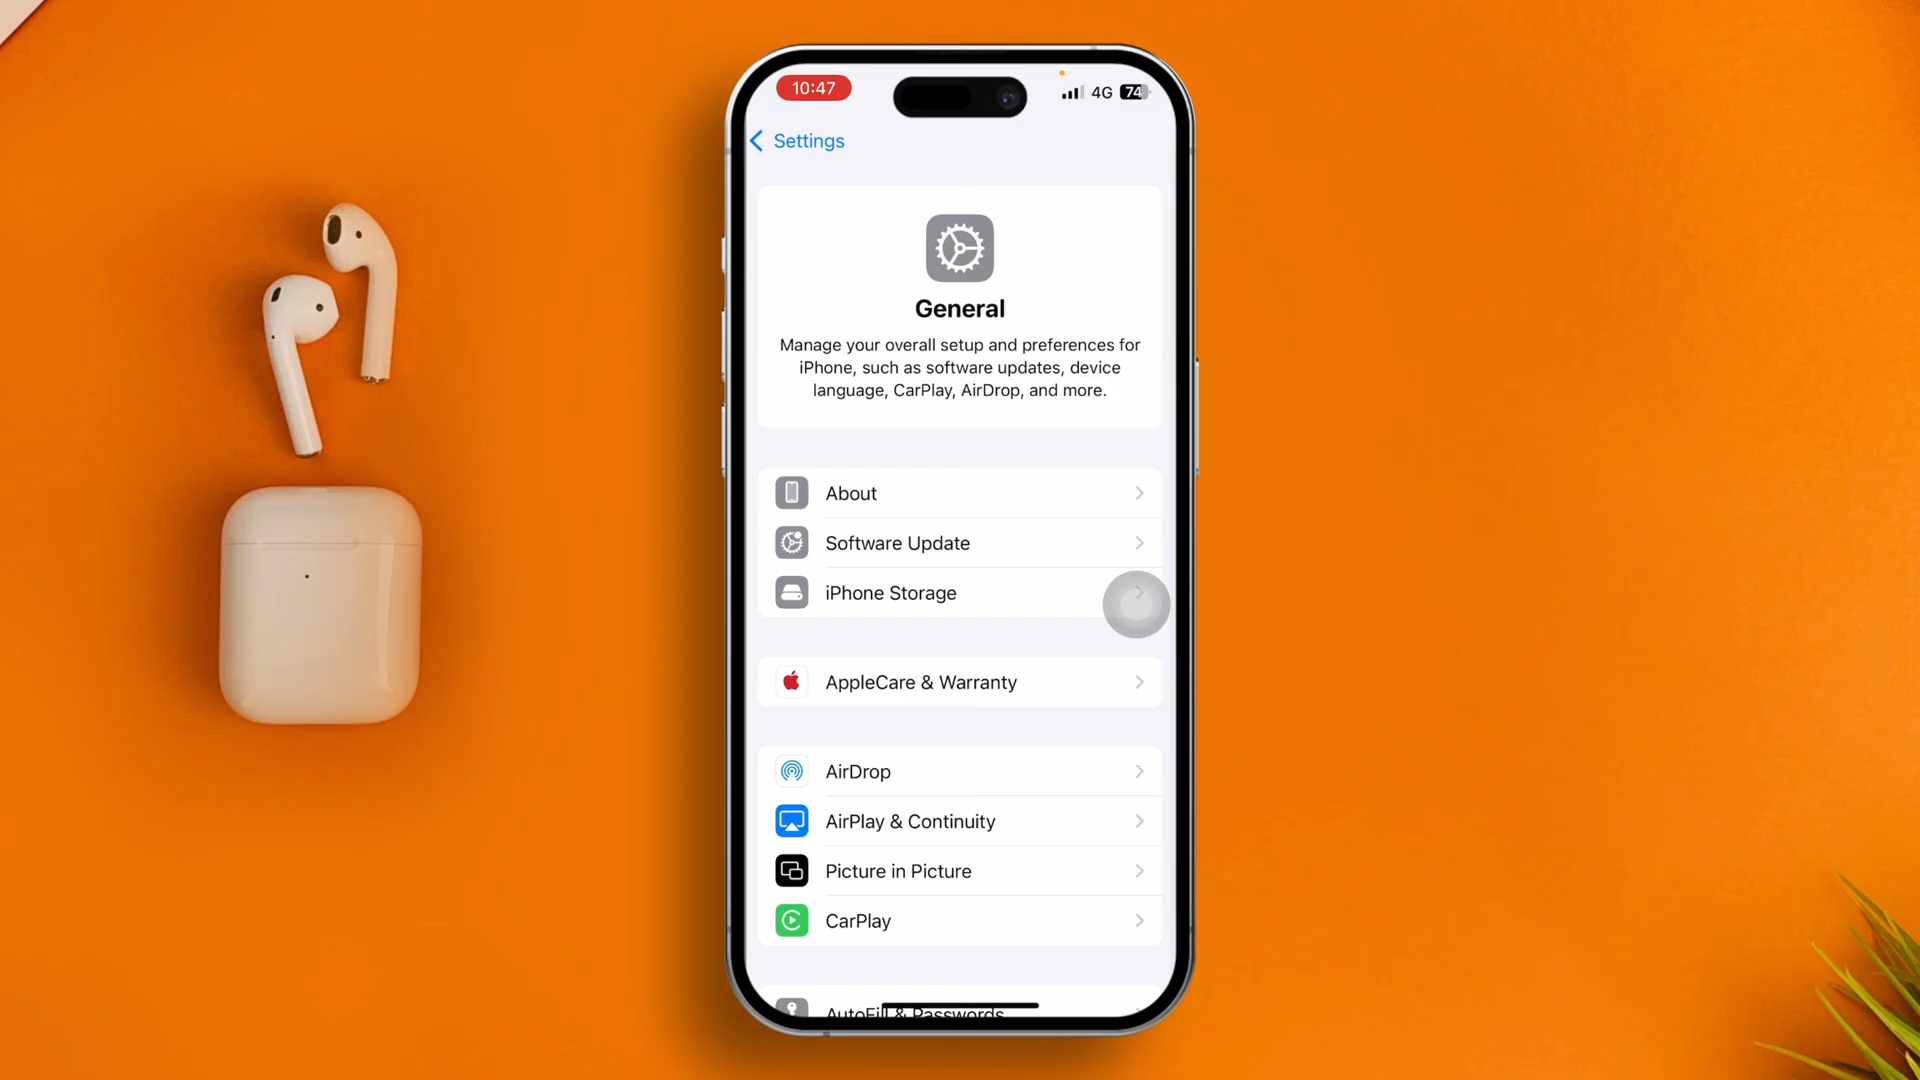 10:47
4G 74
Settings
General
Manage your overall setup and preferences for
iPhone, such as software updates, device
language, CarPlay, AirDrop, and more.
About
Software Update
iPhone Storage
AppleCare & Warranty
AirDrop
AirPlay & Continuity
Picture in Picture
CarPlay
AutoFill & Passwords